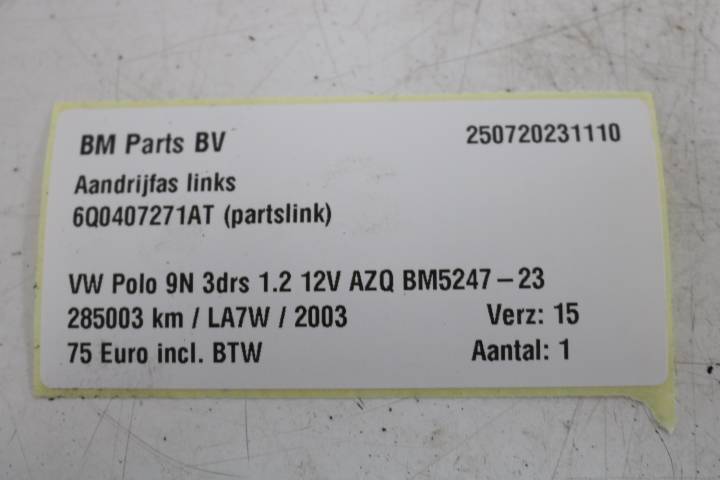 BM Parts BV 250720231110
Aandrijfas links
6Q0407271AT (partslink)
VW Polo 9N 3drs 1.2 12V AZQ BM5247-23
285003 km / LA7W / 2003 Verz: 15
75 Euro incl. BTW Aantal: 1